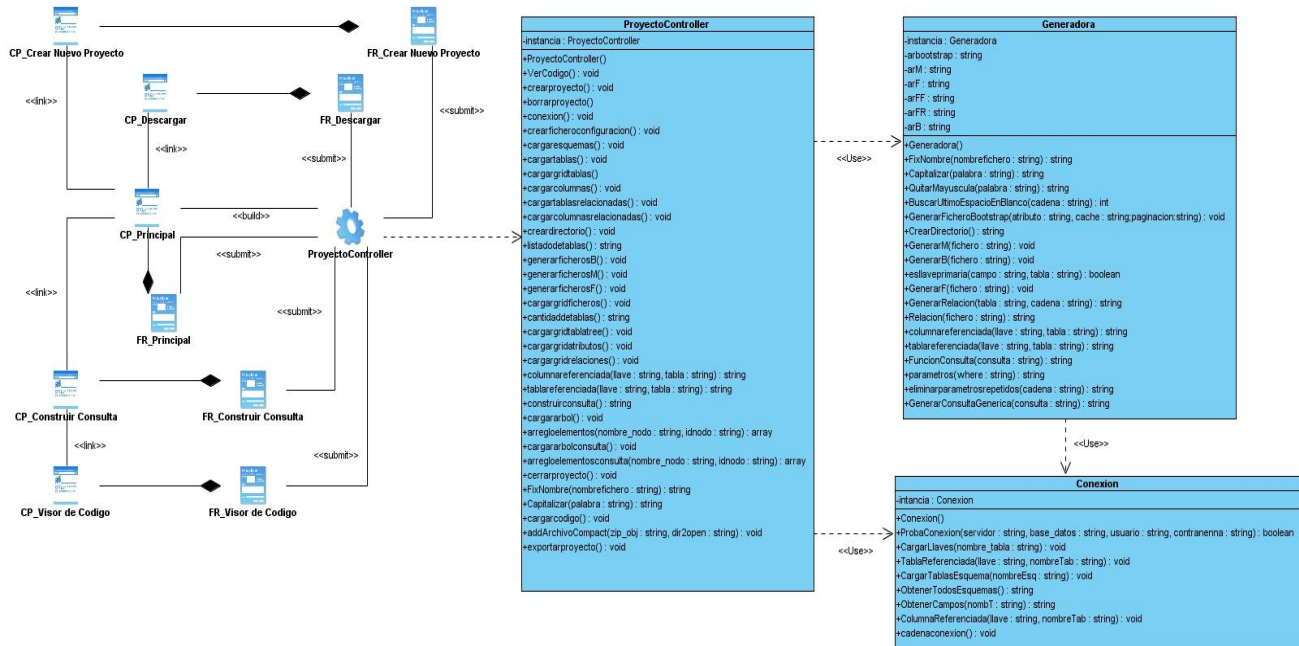 CP_Crear Nuevo Proyecto
FR_Crear Nuevo Proyecto
<<link>>
<<submit>>
CP_Descargar
FR_Descargar
<<link>>
<<submit>>
CP_Principal
<<build>>
ProyectoController
<<submit>>
FR_Principal
<<link>>
<<submit>>
CP_Construir Consulta
FR_Construir Consulta
<<link>>
<<submit>>
CP_Visor de Codigo
FR_Visor de Codigo
ProyectoController
-instancia : ProyectoController
+ProyectoController()
+VerCodigo() : void
+crearproyecto() : void
+borrarproyecto()
+conexion() : void
+crearficheroconfiguracion() : void
+cargaresquemas() : void
+cargartablas() : void
+cargargridtablas()
+cargarcolumnas() : void
+cargartablasrelacionadas() : void
+cargarcolumnasrelacionadas() : void
+creardirectorio() : void
+listadodetablas() : string
+generarficherosB() : void
+generarficherosM() : void
+generarficherosF() : void
+cargargridficheros() : void
+cantidaddetablas() : string
+cargargridtablatree() : void
+cargargridatributos() : void
+cargargridrelaciones() : void
+columnareferenciada(llave : string, tabla : string) : string
+tablareferenciada(llave : string, tabla : string) : string
+construirconsulta() : string
+cargararbol() : void
+arregloelementos(nombre_nodo : string, idnodo : string) : array
+cargararbolconsulta() : void
+arregloelementosconsulta(nombre_nodo : string, idnodo : string) : array
+cerrarproyecto() : void
+FixNombre(nombrefichero : string) : string
+Capitalizar(palabra : string) : string
+cargarcodigo() : void
+addArchivoCompact(zip_obj : string, dir2open : string) : void
+exportarproyecto() : void
<<Use>>
<<Use>>
Generadora
-instancia : Generadora
-arbootstrap : string
-arM : string
-arF : string
-arFF : string
-arFR : string
-arB : string
+Generadora()
+FixNombre(nombrefichero : string) : string
+Capitalizar(palabra : string) : string
+QuitarMayuscula(palabra : string) : string
+BuscarUltimoEspacioEnBlanco(cadena : string) : int
+GenerarFicheroBootstrap(atributo : string, cache : string;paginacion:string) : void
+CrearDirectorio() : string
+GenerarM(fichero : string) : void
+GenerarB(fichero : string) : void
+esllaveprimaria(campo : string, tabla : string) : boolean
+GenerarF(fichero : string) : void
+GenerarRelacion(tabla : string, cadena : string) : string
+Relacion(fichero : string) : string
+columnareferenciada(llave : string, tabla : string) : string
+tablareferenciada(llave : string, tabla : string) : string
+FuncionConsulta(consulta : string) : string
+parametros(where : string) : string
+eliminarparametrosrepetidos(cadena : string) : string
+GenerarConsultaGenerica(consulta : string) : string
<<Use>>
Conexion
-intancia : Conexion
+Conexion()
+ProbaConexion(servidor : string, base_datos : string, usuario : string, contranenna : string) : boolean
+CargarLlaves(nombre_tabla : string) : void
+TablaReferenciada(llave : string, nombreTab : string) : void
+CargarTablasEsquema(nombreEsq : string) : void
+ObtenerTodosEsquemas() : string
+ObtenerCampos(nombT : string) : string
+ColumnaReferenciada(llave : string, nombreTab : string) : void
+cadenaconexion() : void